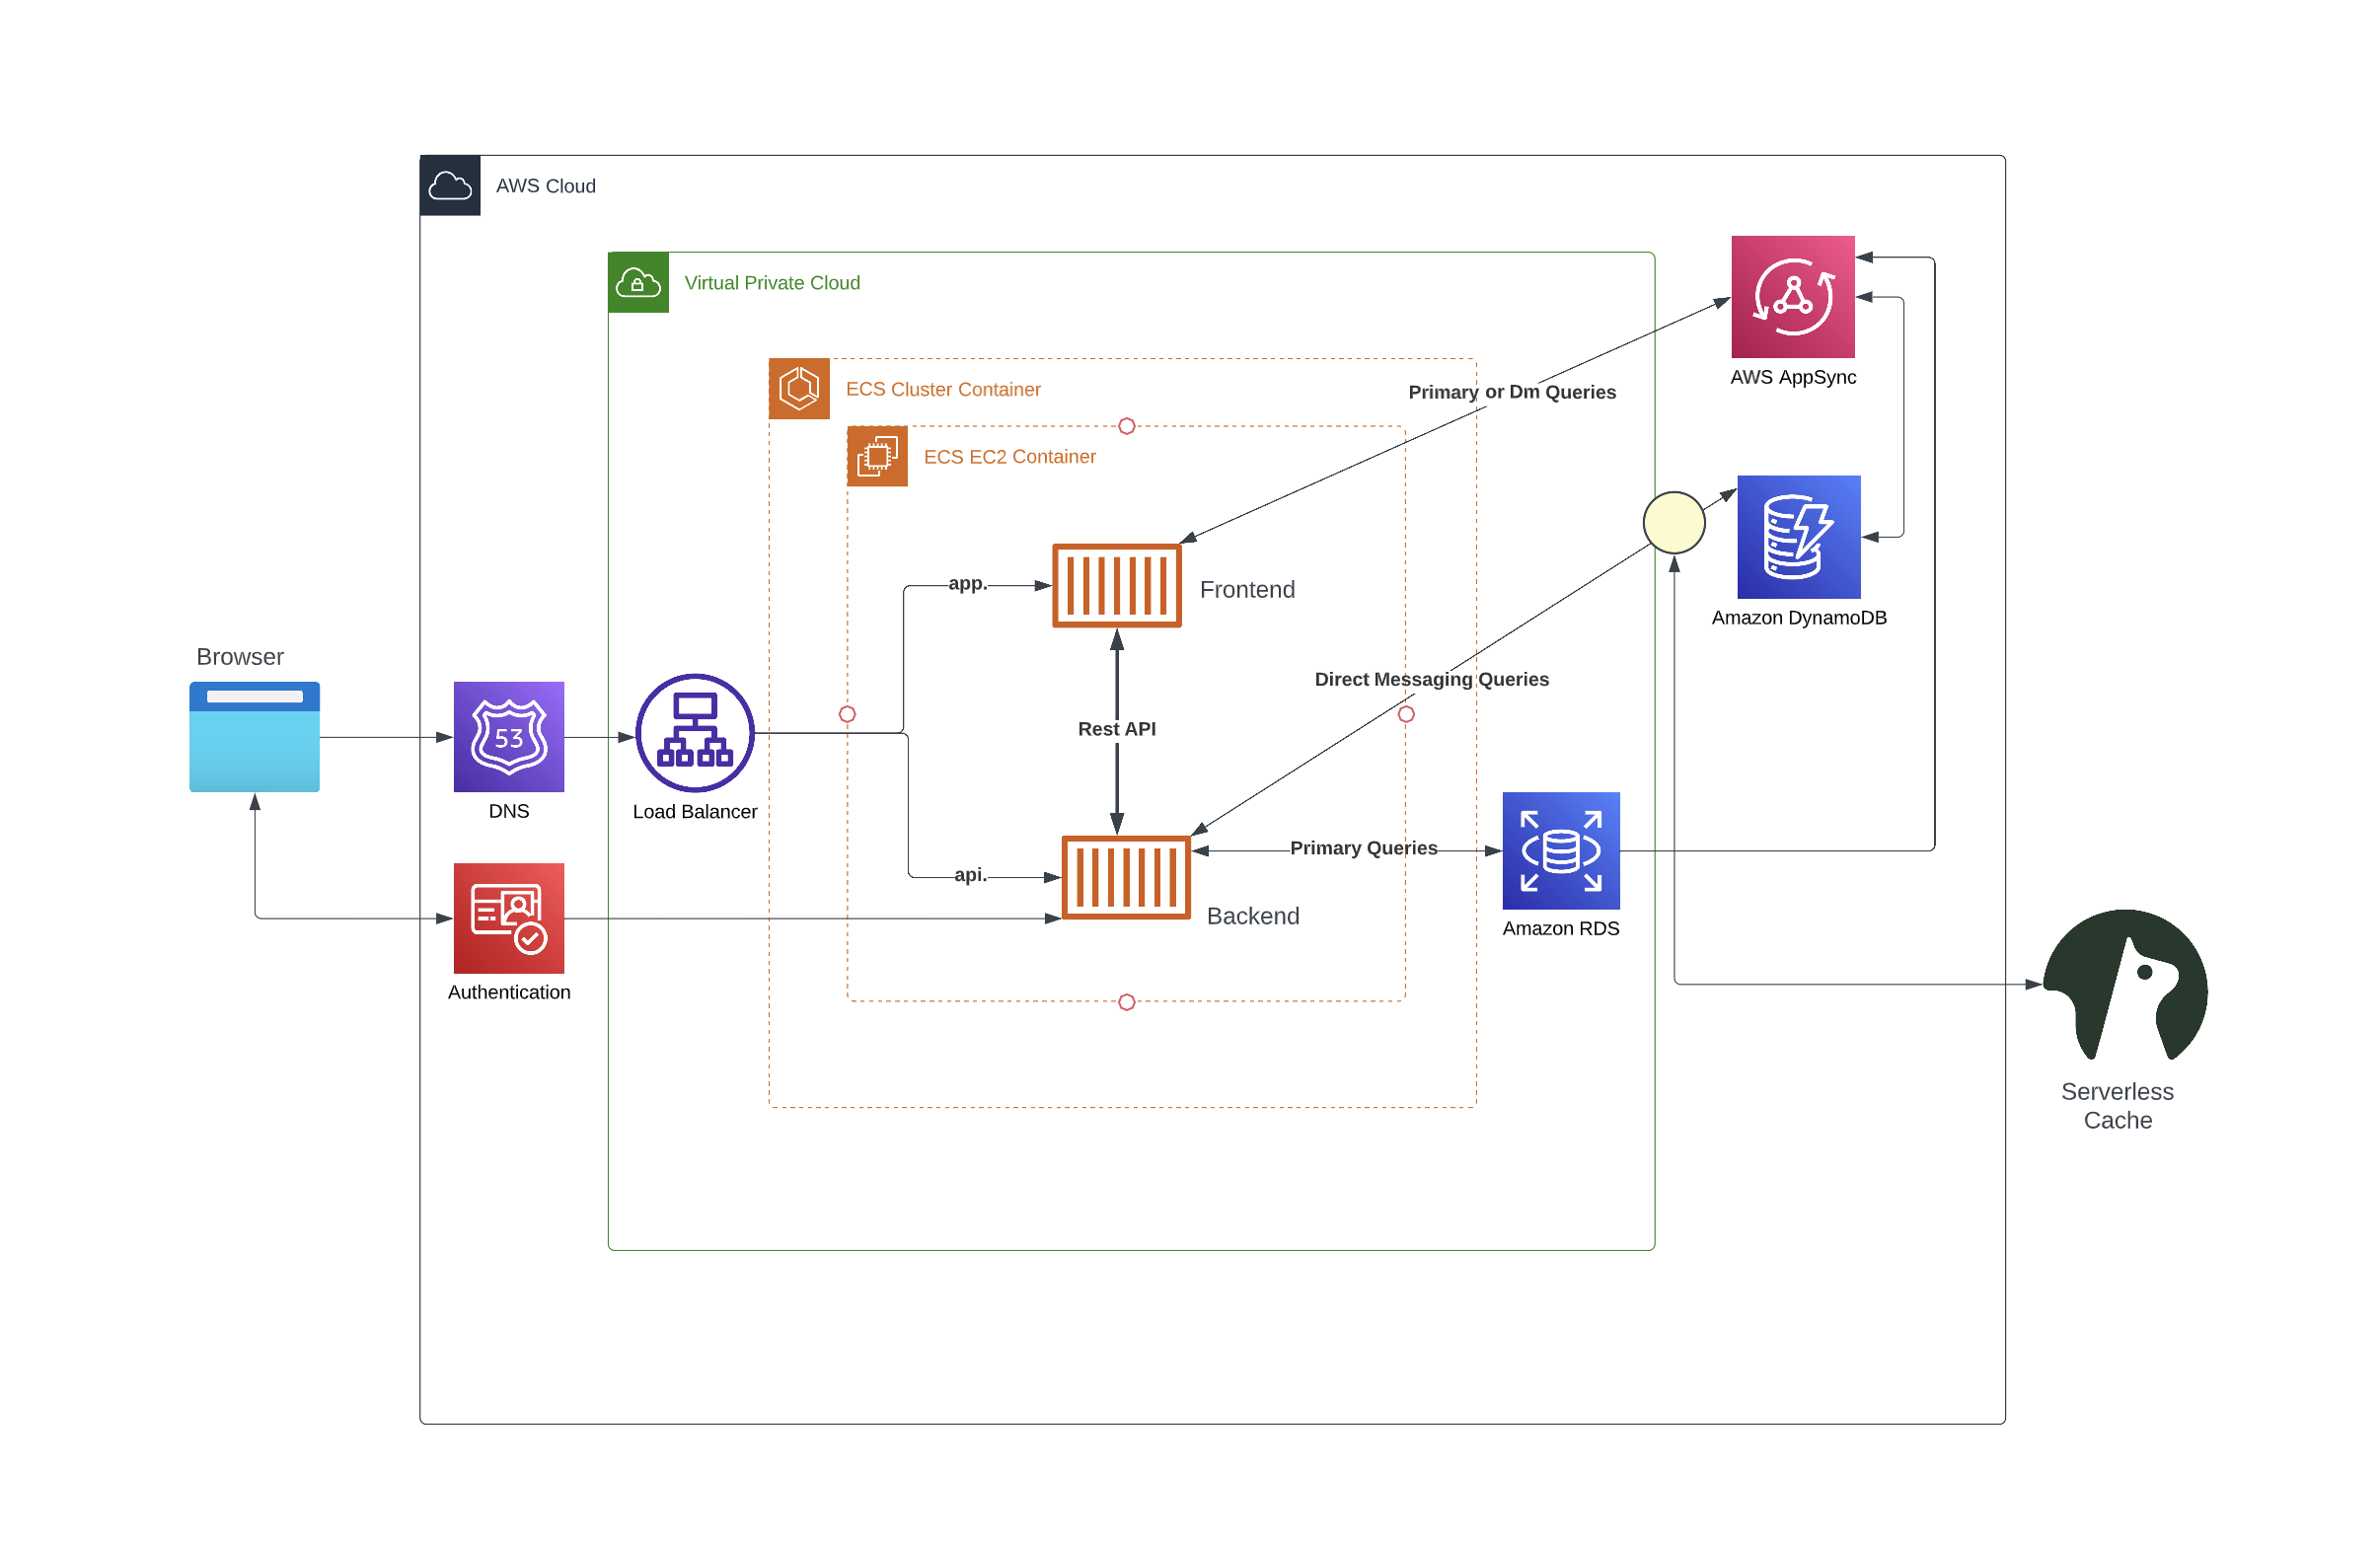 AWS Cloud
Virtual Private Cloud
AWS AppSync
ECS Cluster Container
Primary or Dm Queries
ECS EC2 Container
app.
Frontend
Amazon DynamoDB
Browser
Direct Messaging Queries
53
Rest API
DNS
Load Balancer
Primary Queries
api.
Backend
Amazon RDS
Authentication
Serverless
Cache